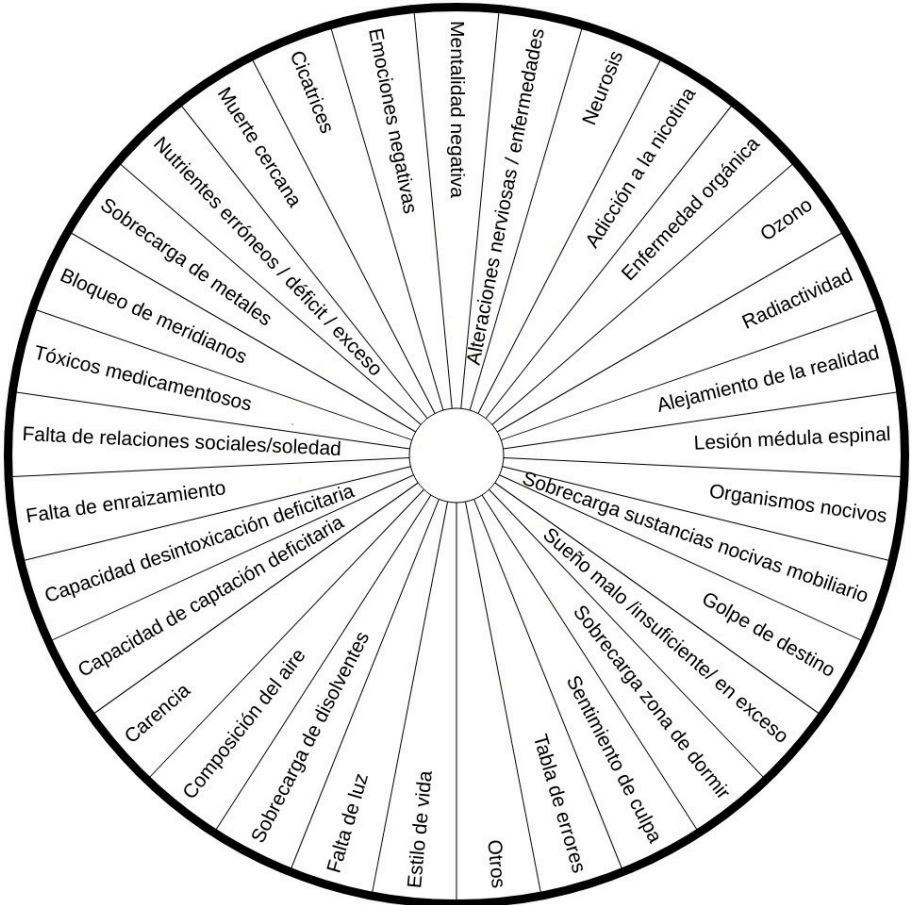 Mentalidad negativa
Alteraciones nerviosas / enfermedades
Neurosis
Adicción a la nicotina
Enfermedad orgánica
Ozono
Radiactividad
Alejamiento de la realidad
Lesión médula espinal
Organismos nocivos
Sobrecarga sustancias nocivas mobiliario
Golpe de destino
Sueño malo /insuficiente/ en exceso
Sobrecarga zona de dormir
Sentimiento de culpa
Tabla de errores
Otros
Estilo de vida
Falta de luz
Sobrecarga de disolventes
Composición del aire
Carencia
Capacidad de captación deficitaria
Capacidad desintoxicación deficitaria
Falta de enraizamiento
Falta de relaciones sociales/soledad
Tóxicos medicamentosos
Bloqueo de meridianos
Sobrecarga de metales
Nutrientes erróneos / déficit / exceso
Muerte cercana
Cicatrices
Emociones negativas